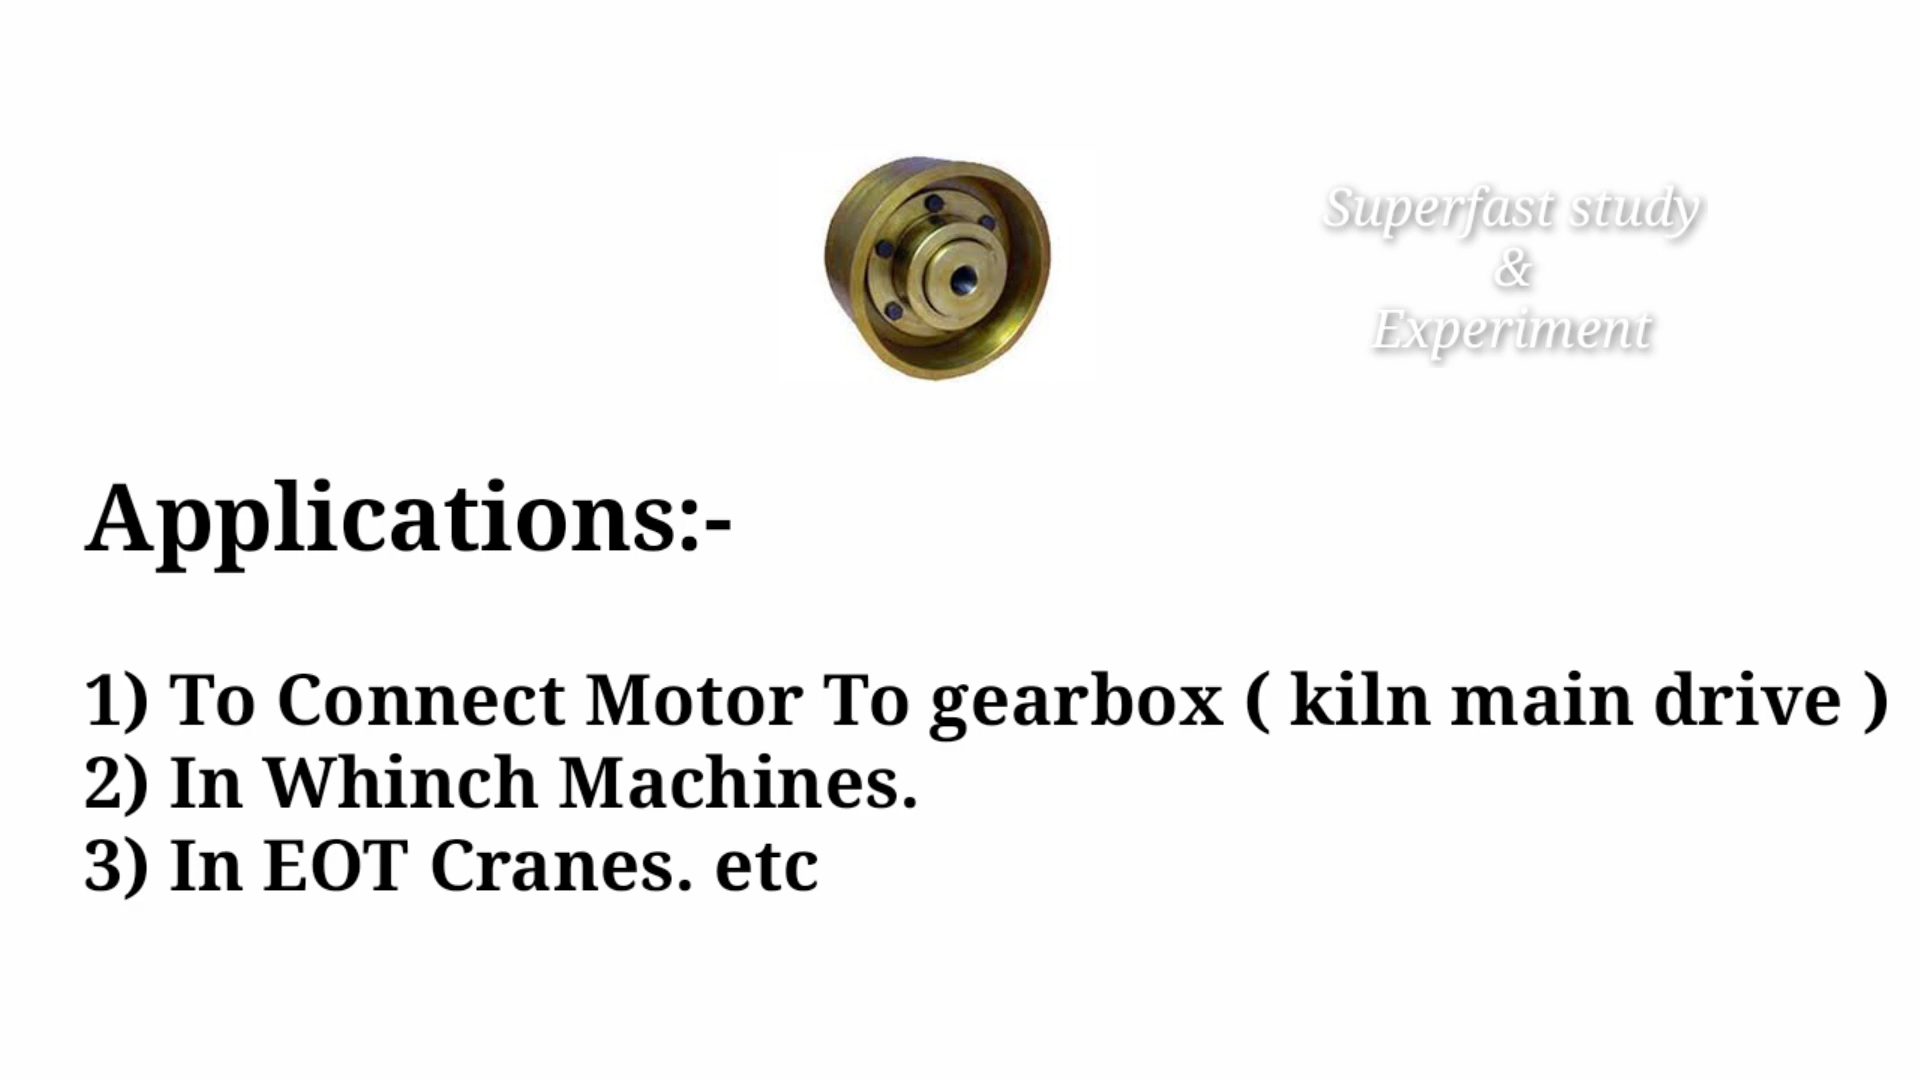 Superfast study
&
Experiment
Applications:-
1) To Connect Motor To gearbox ( kiln main drive )
2) In Whinch Machines.
3) In EOT Cranes. etc